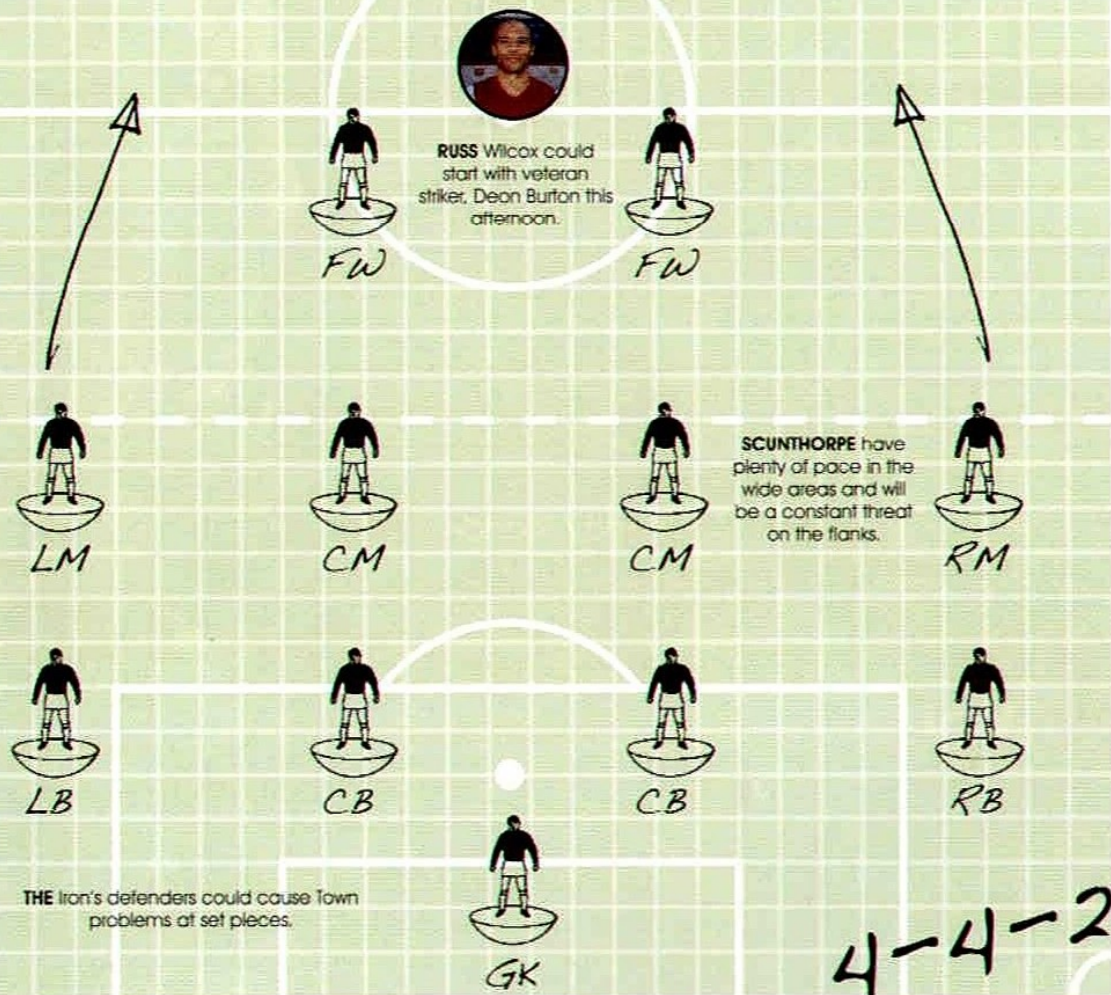 RUSS Wilcox could
start with veteran
striker, Deon Burton this
afternoon.
FW FW
SCUNTHORPE have
plenty of pace in the
wide areas and will
be a constant threat
on the flanks.
LM CM CM RM
LB CB CB RB
THE Iron's defenders could cause Town
problems at set pieces.
GK
4-4-2